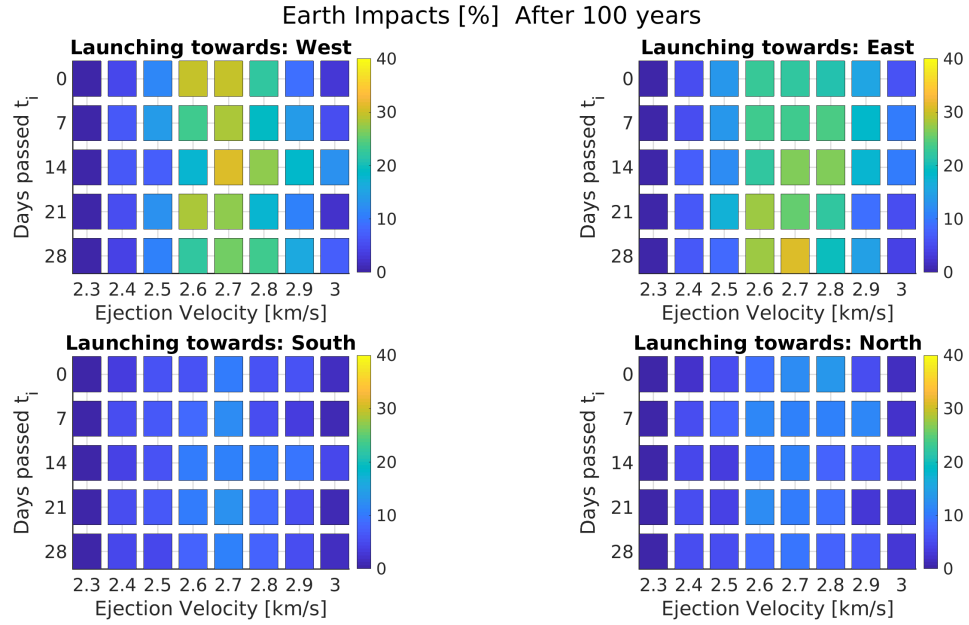 Earth Impacts [%]  After 100 years
Launching towards: West
Days passed t_i
0
7
14
21
28
2.3 2.4 2.5 2.6 2.7 2.8 2.9 3
Ejection Velocity [km/s]
40
30
20
10
0
Launching towards: East
Days passed t_i
0
7
14
21
28
2.3 2.4 2.5 2.6 2.7 2.8 2.9 3
Ejection Velocity [km/s]
40
30
20
10
0
Launching towards: South
Days passed t_i
0
7
14
21
28
2.3 2.4 2.5 2.6 2.7 2.8 2.9 3
Ejection Velocity [km/s]
40
30
20
10
0
Launching towards: North
Days passed t_i
0
7
14
21
28
2.3 2.4 2.5 2.6 2.7 2.8 2.9 3
Ejection Velocity [km/s]
40
30
20
10
0